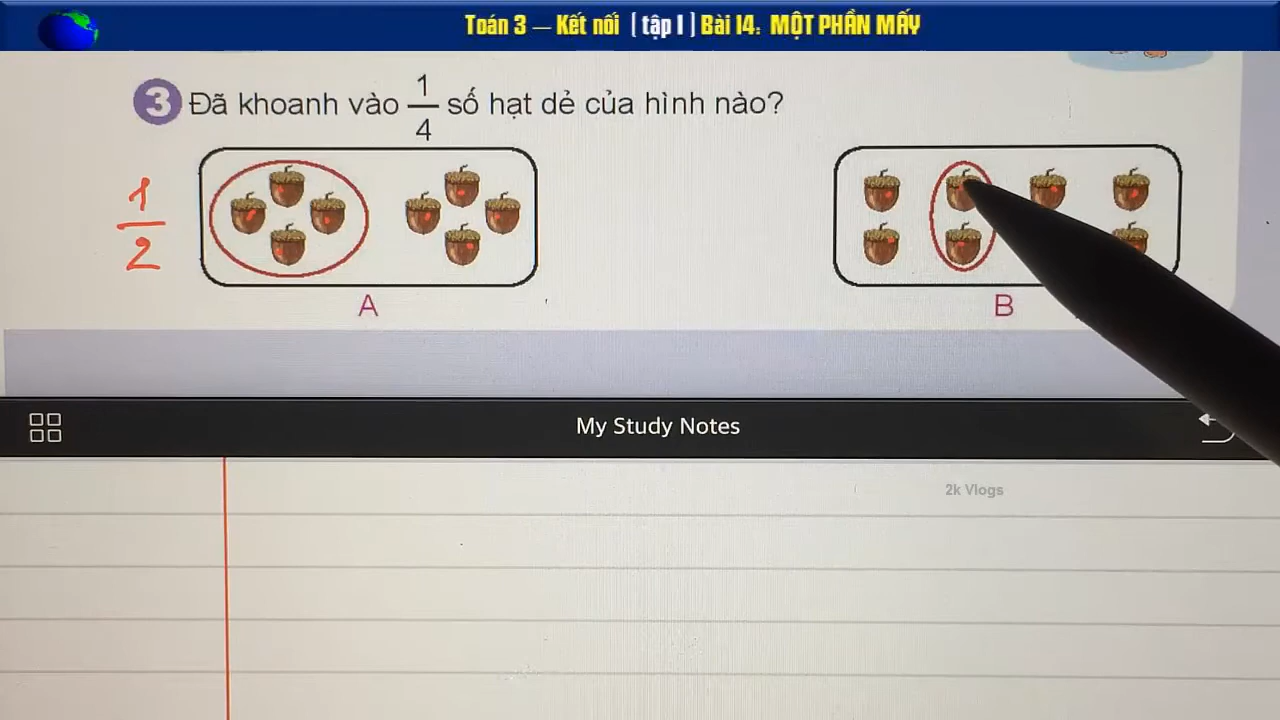 Toán 3 – Kết nối [ tập 1 ] Bài 14: MỘT PHẦN MẤY
3 Đã khoanh vào 1/4 số hạt dẻ của hình nào?
1/2
A
B
My Study Notes
2k Vlogs